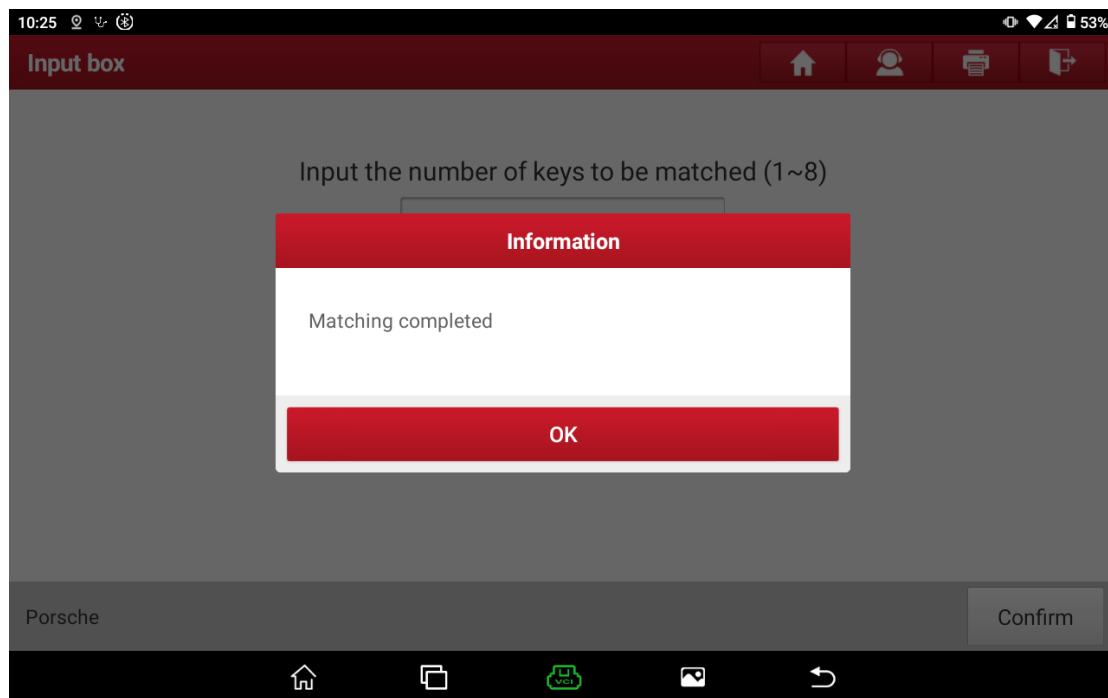 10:25 53%
Input box
Input the number of keys to be matched (1~8)
Information
Matching completed
OK
Porsche
Confirm
VCI